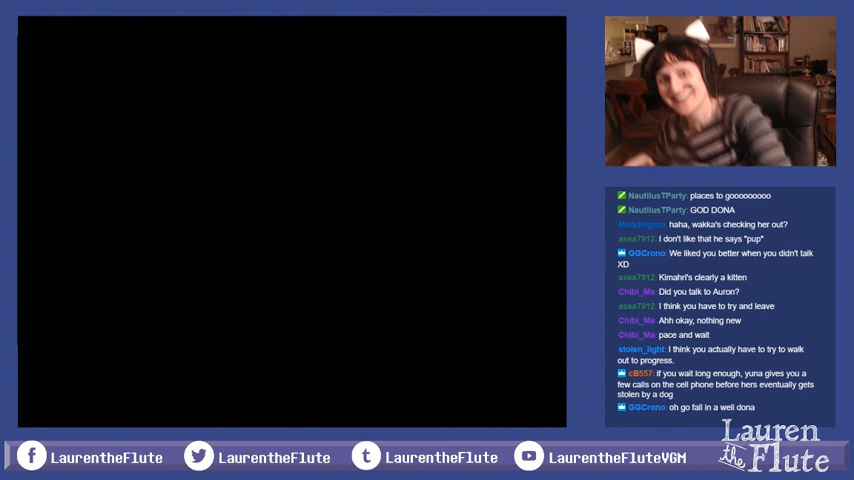 NautilusTParty: places to gooooooooo
NautilusTParty: GOD DONA
Moddington: haha, wakka's checking her out?
asea7912: I don't like that he says "pup"
GGCrono: We liked you better when you didn't talk
XD
asea7912: Kimahri's clearly a kitten
Chibi_Ma: Did you talk to Auron?
asea7912: I think you have to try and leave
Chibi_Ma: Ahh okay, nothing new
Chibi_Ma: pace and wait
stolen_light: I think you actually have to try to walk
out to progress.
cB557: if you wait long enough, yuna gives you a
few calls on the cell phone before hers eventually gets
stolen by a dog
GGCrono: oh go fall in a well dona
LaurentheFlute
LaurentheFlute
LaurentheFlute
LaurentheFluteVGM
Lauren
the Flute